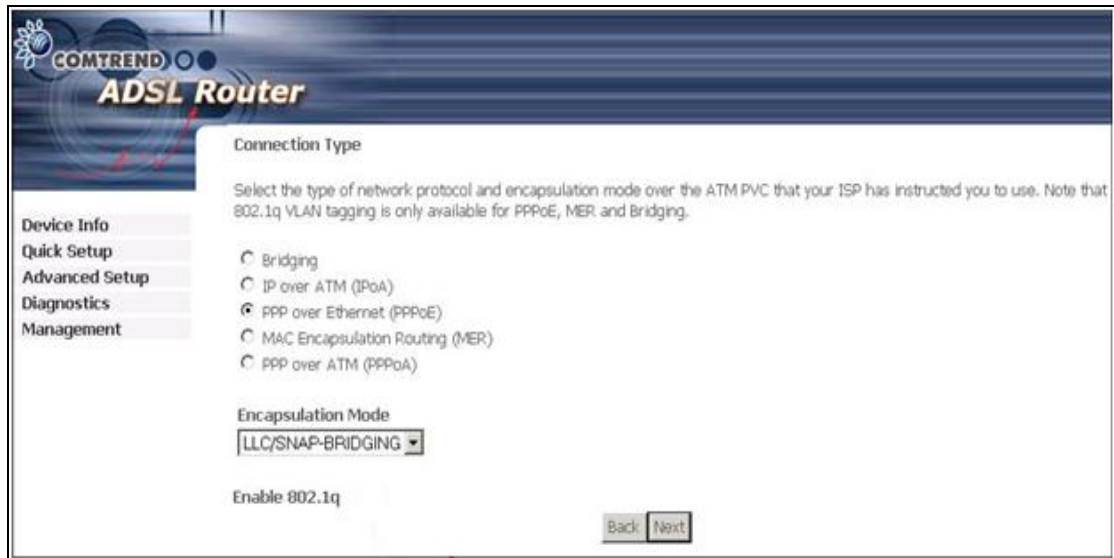 COMTREND
ADSL Router
Connection Type
Select the type of network protocol and encapsulation mode over the ATM PVC that your ISP has instructed you to use. Note that
802.1q VLAN tagging is only available for PPPoE, MER and Bridging.
Device Info
Quick Setup
Advanced Setup
Diagnostics
Management
Bridging
IP over ATM (IPoA)
PPP over Ethernet (PPPoE)
MAC Encapsulation Routing (MER)
PPP over ATM (PPPoA)
Encapsulation Mode
LLC/SNAP-BRIDGING
Enable 802.1q
Back Next